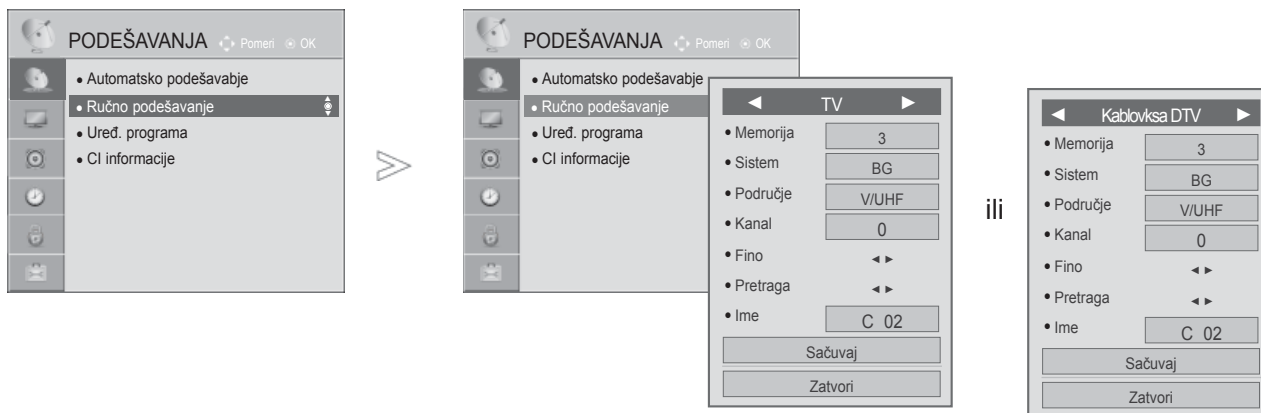 PODEŠAVANJA Pomeri OK
• Automatsko podešavabje
• Ručno podešavanje
• Uređ. programa
• CI informacije
PODEŠAVANJA Pomeri OK
• Automatsko podešavabje
• Ručno podešavanje
• Uređ. programa
• CI informacije
◄ TV ►
• Memorija 3
• Sistem BG
• Područje V/UHF
• Kanal 0
• Fino ◄ ►
• Pretraga ◄ ►
• Ime C 02
Sačuvaj
Zatvori
ili
◄ Kablovksa DTV ►
• Memorija 3
• Sistem BG
• Područje V/UHF
• Kanal 0
• Fino ◄ ►
• Pretraga ◄ ►
• Ime C 02
Sačuvaj
Zatvori